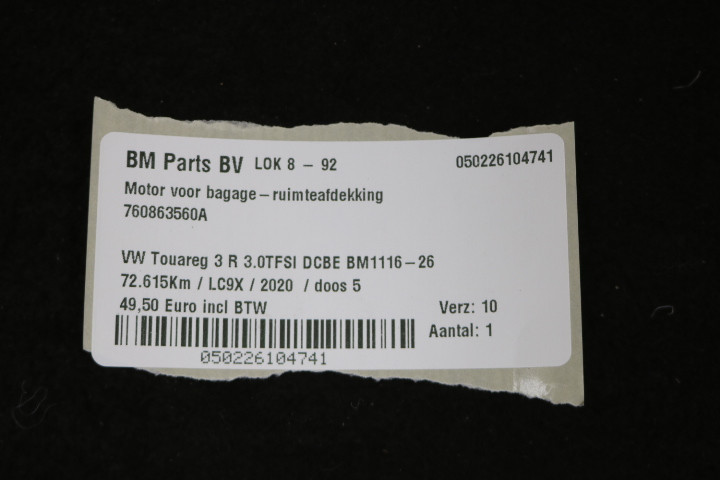 BM Parts BV LOK 8 - 92 050226104741
Motor voor bagage-ruimteafdekking
760863560A
VW Touareg 3 R 3.0TFSI DCBE BM1116-26
72.615Km / LC9X / 2020 / doos 5
49,50 Euro incl BTW Verz: 10
Aantal: 1
050226104741